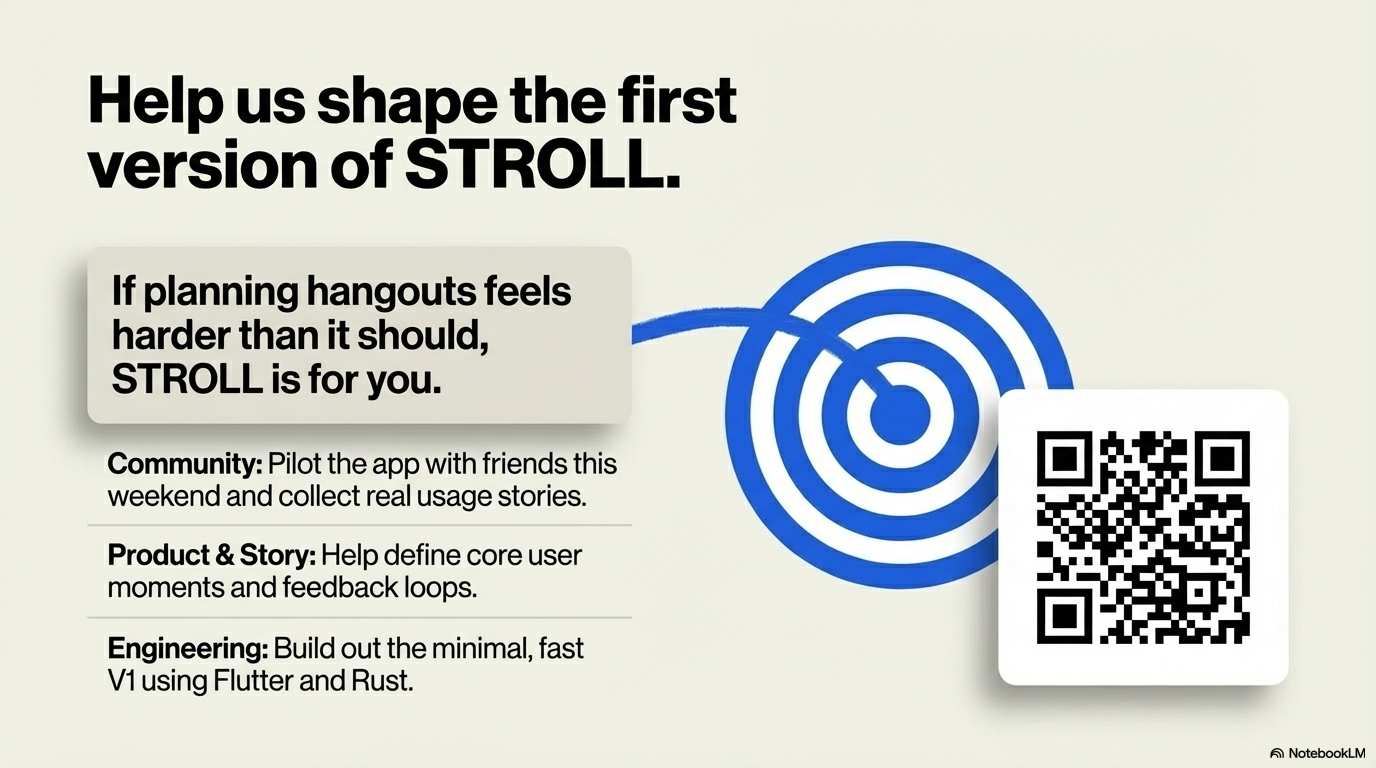 Help us shape the first
version of STROLL.
If planning hangouts feels
harder than it should,
STROLL is for you.
Community: Pilot the app with friends this
weekend and collect real usage stories.
Product & Story: Help define core user
moments and feedback loops.
Engineering: Build out the minimal, fast
V1 using Flutter and Rust.
NotebookLM